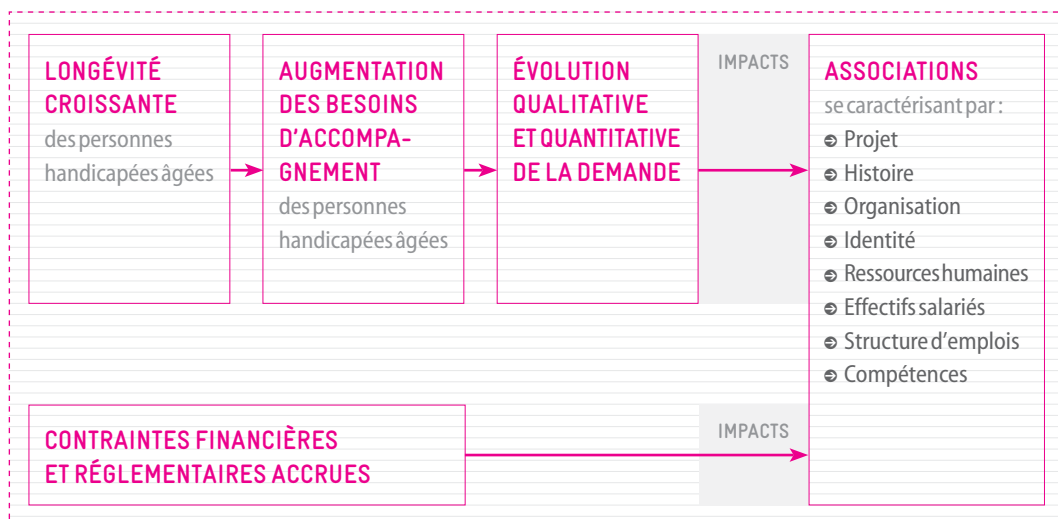 LONGÉVITÉ
CROISSANTE
des personnes
handicapées âgées
AUGMENTATION
DES BESOINS
D'ACCOMPA-
GNEMENT
des personnes
handicapées âgées
ÉVOLUTION
QUALITATIVE
ET QUANTITATIVE
DE LA DEMANDE
IMPACTS
ASSOCIATIONS
se caractérisant par :
Projet
Histoire
Organisation
Identité
Ressources humaines
Effectifs salariés
Structure d'emplois
Compétences
CONTRAINTES FINANCIÈRES
ET RÉGLEMENTAIRES ACCRUES
IMPACTS